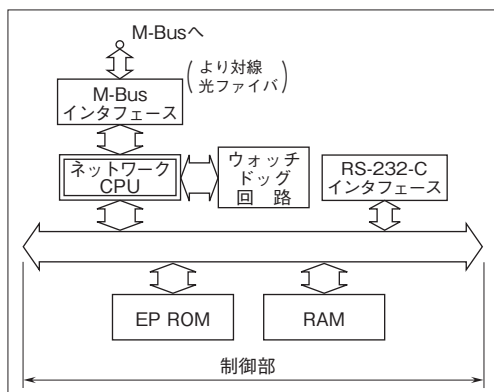 M-Busへ
より対線
光ファイバ
M-Bus
インタフェース
ネットワーク
CPU
ウォッチ
ドッグ
回 路
RS-232-C
インタフェース
EP ROM
RAM
制御部